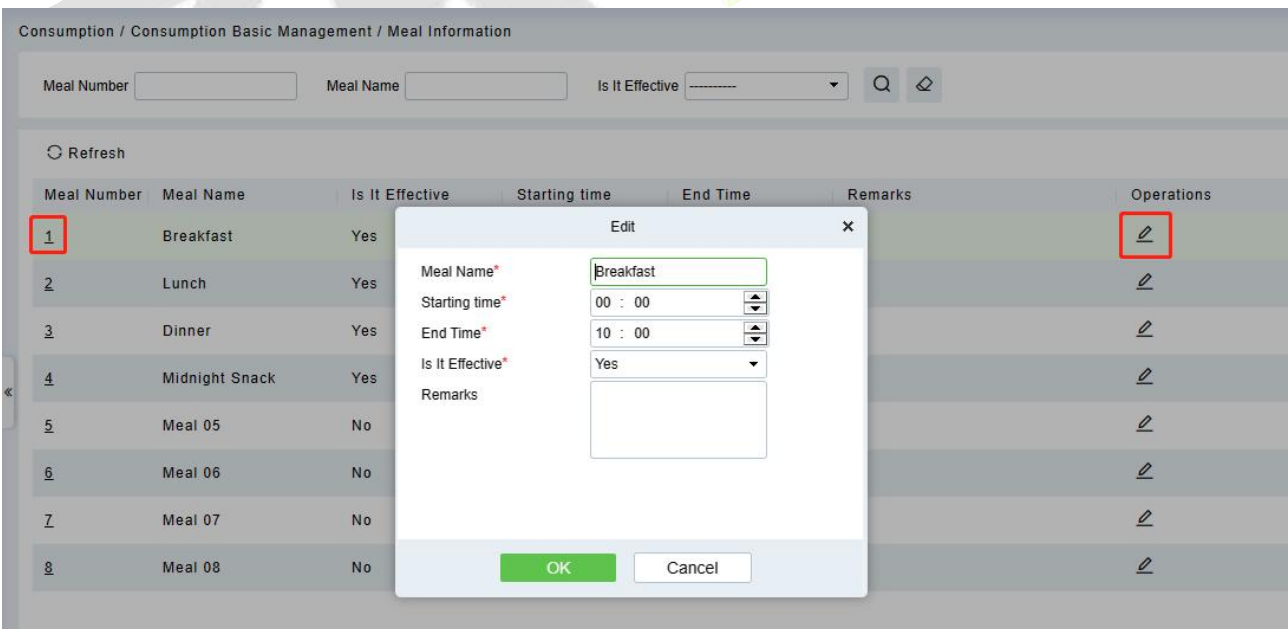 Consumption / Consumption Basic Management / Meal Information
Meal Number Meal Name Is It Effective ----------
Refresh
Meal Number Meal Name Is It Effective Starting time End Time Remarks Operations
1 Breakfast Yes
2 Lunch Yes
3 Dinner Yes
4 Midnight Snack Yes
5 Meal 05 No
6 Meal 06 No
7 Meal 07 No
8 Meal 08 No
Edit ×
Meal Name* Breakfast
Starting time* 00 : 00
End Time* 10 : 00
Is It Effective* Yes
Remarks
OK Cancel
«